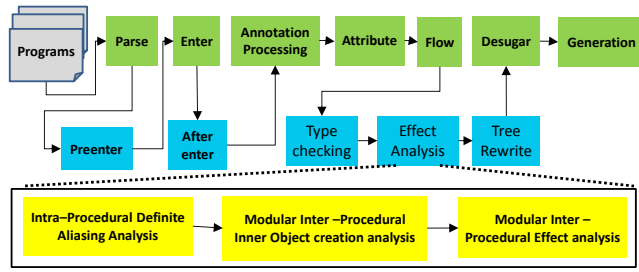 Programs
Parse
Enter
Annotation
Processing
Attribute
Flow
Desugar
Generation
Preenter
After
enter
Type
checking
Effect
Analysis
Tree
Rewrite
Intra–Procedural Definite
Aliasing Analysis
Modular Inter –Procedural
Inner Object creation analysis
Modular Inter –
Procedural Effect analysis